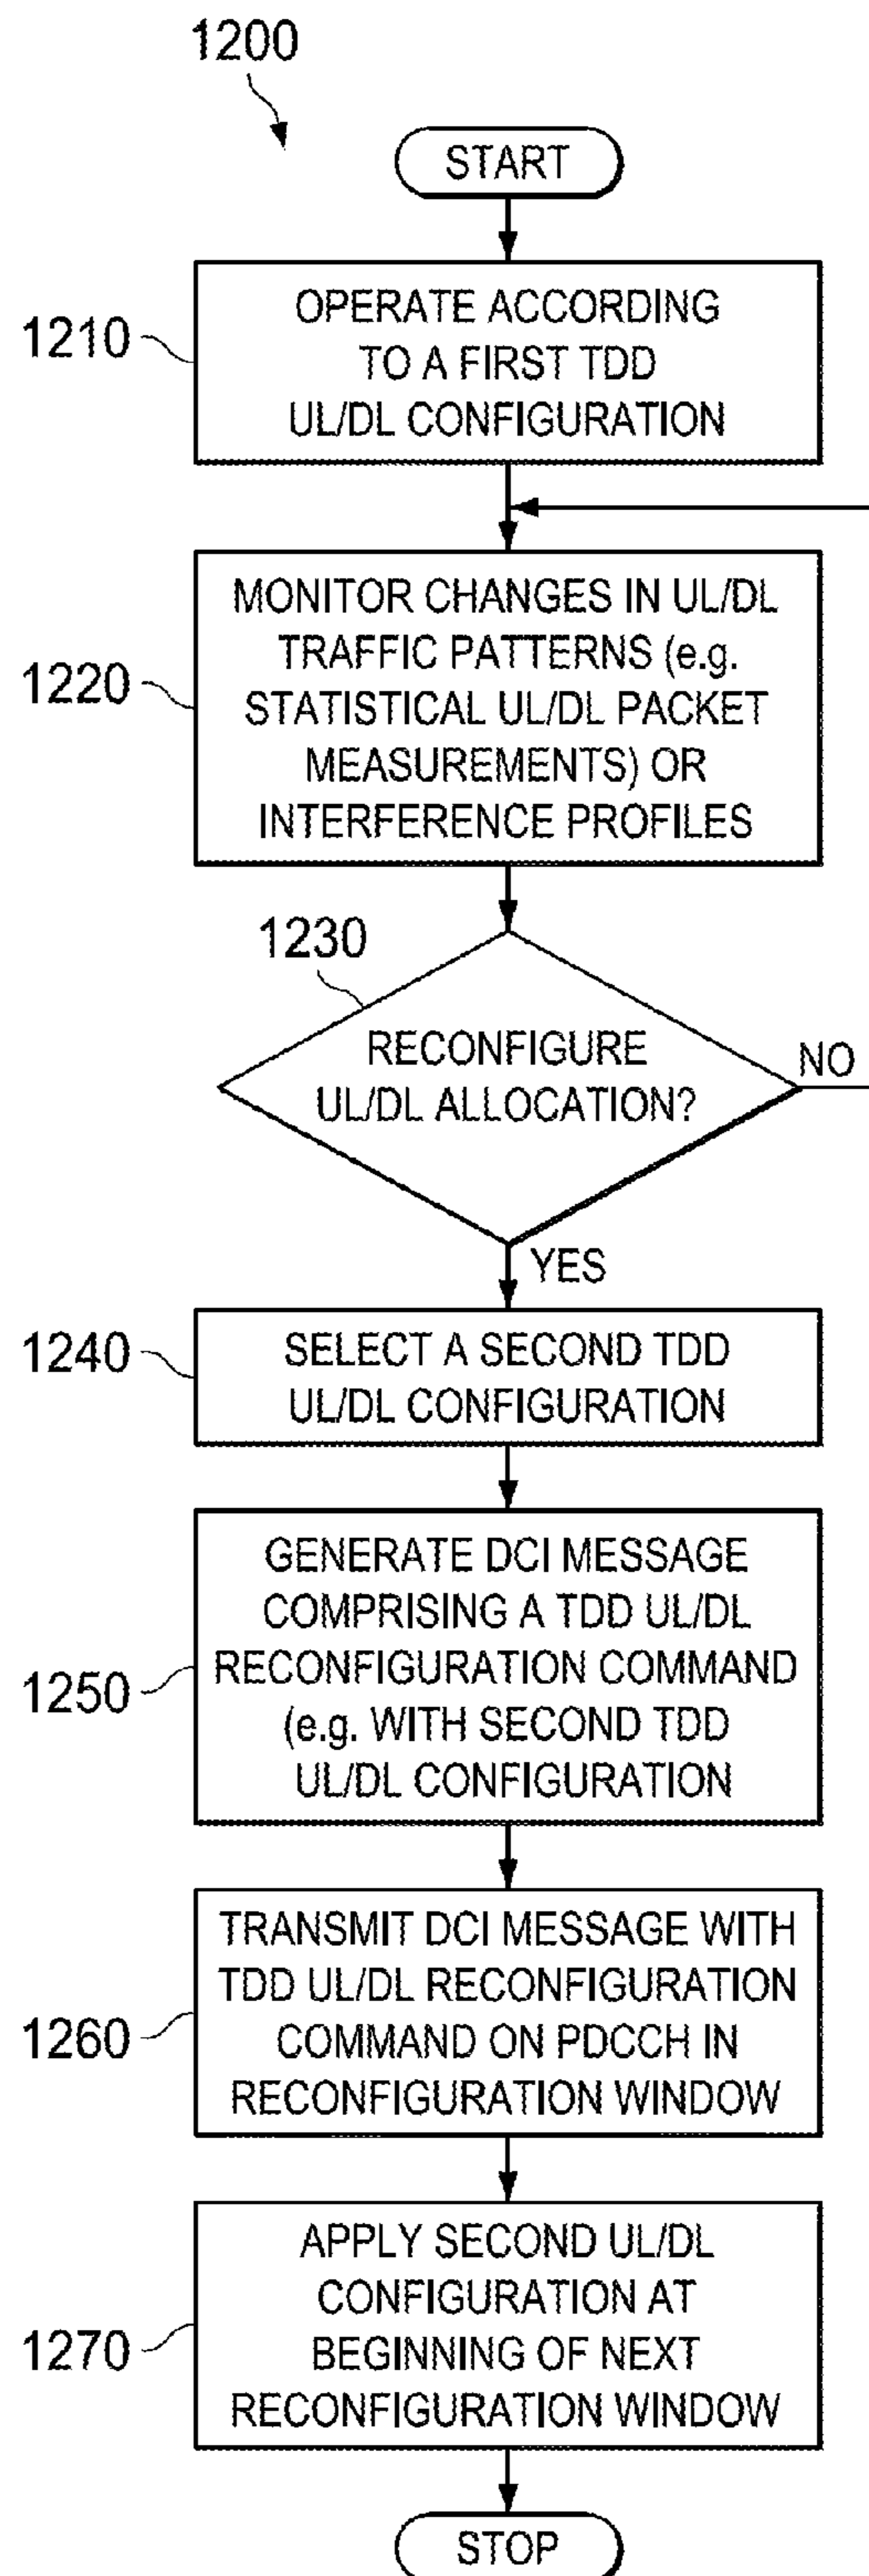 1200
START
1210
OPERATE ACCORDING
TO A FIRST TDD
UL/DL CONFIGURATION
1220
MONITOR CHANGES IN UL/DL
TRAFFIC PATTERNS (e.g.
STATISTICAL UL/DL PACKET
MEASUREMENTS) OR
INTERFERENCE PROFILES
1230
RECONFIGURE
UL/DL ALLOCATION?
NO
YES
1240
SELECT A SECOND TDD
UL/DL CONFIGURATION
1250
GENERATE DCI MESSAGE
COMPRISING A TDD UL/DL
RECONFIGURATION COMMAND
(e.g. WITH SECOND TDD
UL/DL CONFIGURATION
1260
TRANSMIT DCI MESSAGE WITH
TDD UL/DL RECONFIGURATION
COMMAND ON PDCCH IN
RECONFIGURATION WINDOW
1270
APPLY SECOND UL/DL
CONFIGURATION AT
BEGINNING OF NEXT
RECONFIGURATION WINDOW
STOP